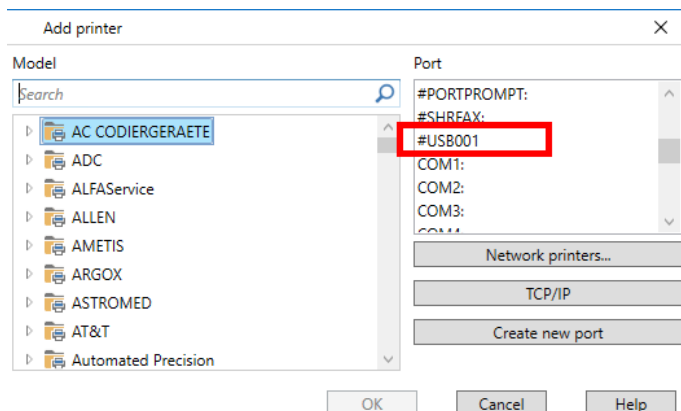 Add printer
Model
Search
AC CODIERGERAETE
ADC
ALFAService
ALLEN
AMETIS
ARGOX
ASTROMED
AT&T
Automated Precision
Port
#PORTPROMPT:
#SHRFAX:
#USB001
COM1:
COM2:
COM3:
COM4
Network printers...
TCP/IP
Create new port
OK
Cancel
Help